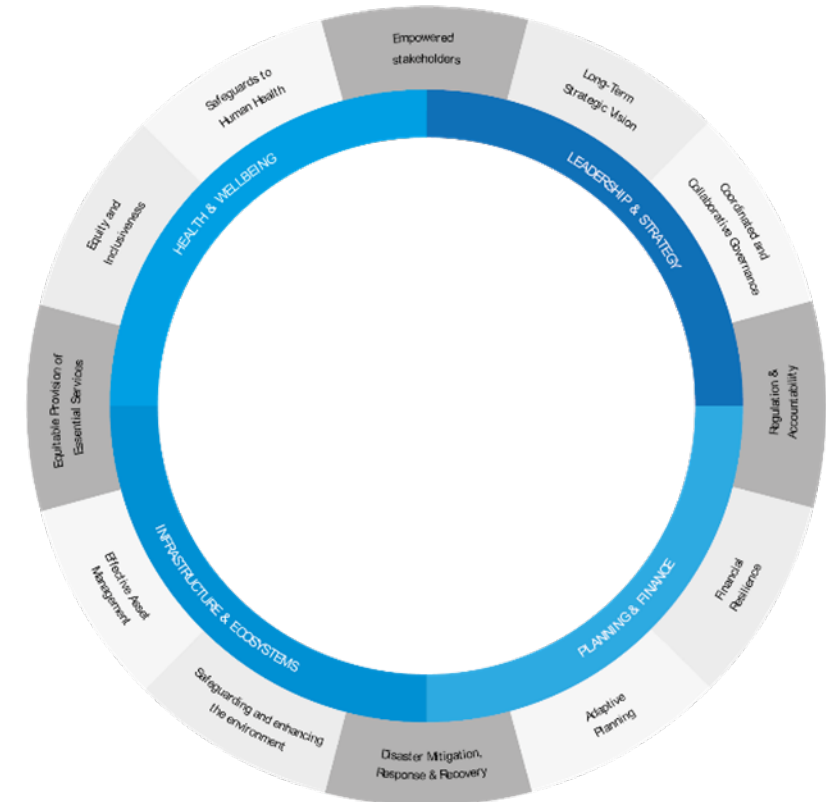 Empowered
stakeholders
Long-Term
Strategic Vision
Coordinated and
Collaborative Governance
Regulation &
Accountability
Financial
Resilience
Adaptive
Planning
Disaster Mitigation,
Response & Recovery
Safeguarding and enhancing
the environment
Effective Asset
Management
Equitable Provision of
Essential Services
Equity and
Inclusiveness
Safeguards to
Human Health
LEADERSHIP & STRATEGY
PLANNING & FINANCE
INFRASTRUCTURE & ECOSYSTEMS
HEALTH & WELLBEING